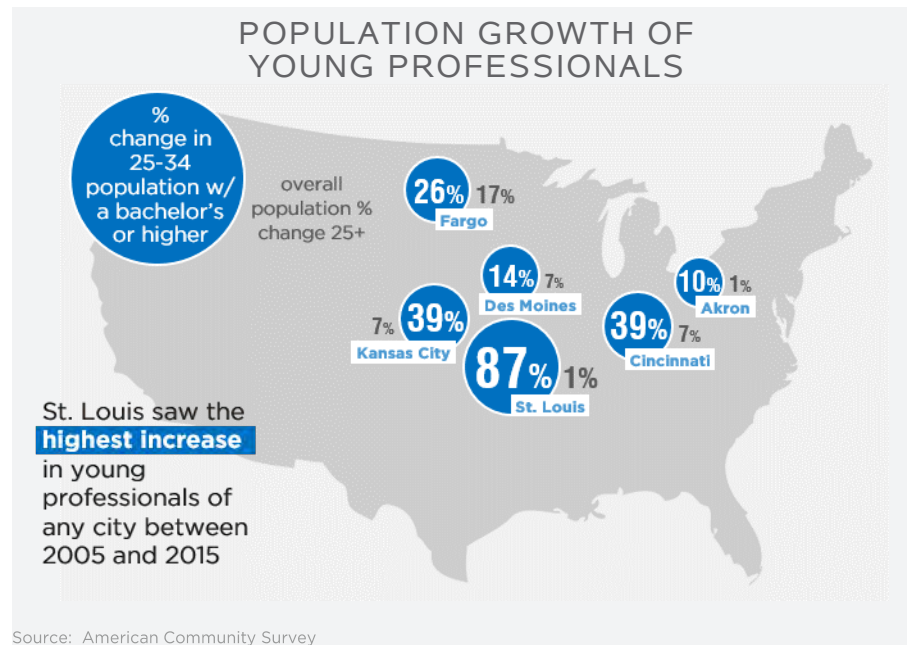 POPULATION GROWTH OF
YOUNG PROFESSIONALS
%
change in
25-34
population w/
a bachelor's
or higher
overall
population %
change 25+
26% 17%
Fargo
14% 7%
Des Moines
10% 1%
Akron
7% 39%
Kansas City
39% 7%
Cincinnati
87% 1%
St. Louis
St. Louis saw the
highest increase
in young
professionals of
any city between
2005 and 2015
Source: American Community Survey